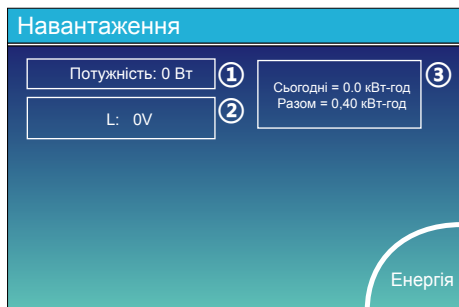 Навантаження
Потужність: 0 Вт
①
L: 0V
②
Сьогодні = 0.0 кВт-год
Разом = 0,40 кВт-год
③
Енергія